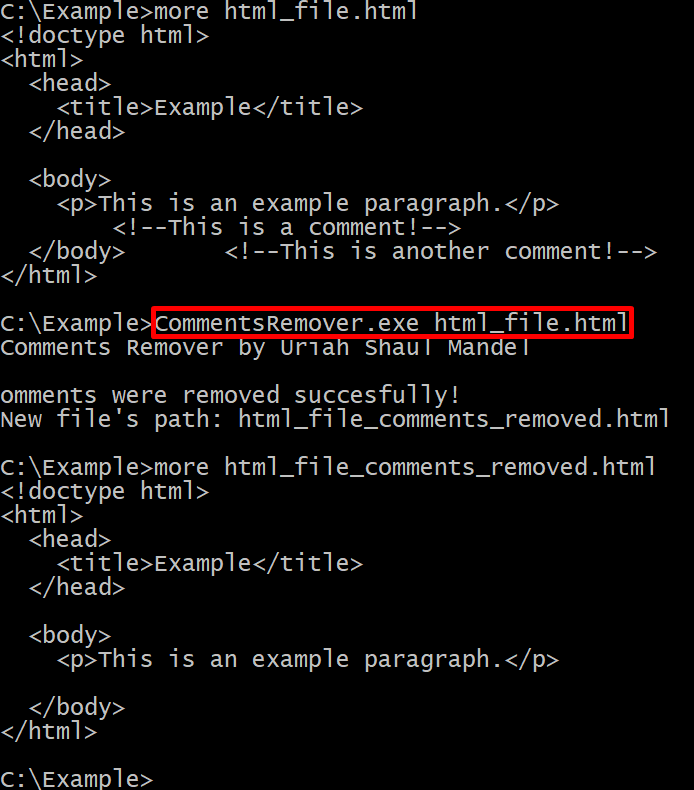 C:\Example>more html_file.html
<!doctype html>
<html>
  <head>
    <title>Example</title>
  </head>

  <body>
    <p>This is an example paragraph.</p>
        <!--This is a comment!-->
  </body>       <!--This is another comment!-->
</html>

C:\Example>CommentsRemover.exe html_file.html
Comments Remover by Uriah Shaul Mandel

omments were removed succesfully!
New file's path: html_file_comments_removed.html

C:\Example>more html_file_comments_removed.html
<!doctype html>
<html>
  <head>
    <title>Example</title>
  </head>

  <body>
    <p>This is an example paragraph.</p>

  </body>
</html>

C:\Example>